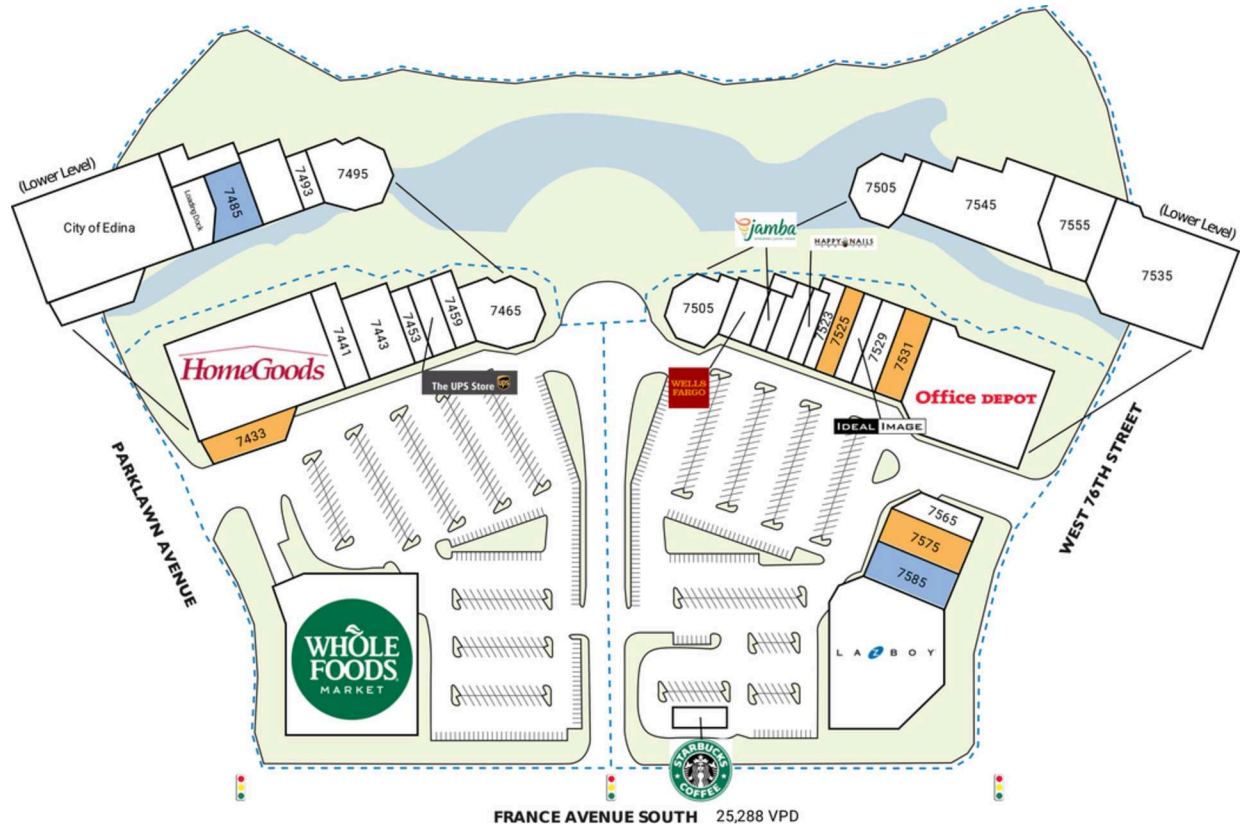 (Lower Level)
City of Edina
Loading Dock
7485
7493
7495
7505
7545
7555
(Lower Level)
7535
jamba
HAPPY NAILS
HomeGoods
7441
7443
7453
7459
7465
The UPS Store
ups
7433
7505
WELLS
FARGO
7523
7525
7529
7531
Office DEPOT
IDEAL IMAGE
PARKLAWN AVENUE
WEST 76TH STREET
7565
7575
7585
WHOLE
FOODS
MARKET
LA Z BOY
STARBUCKS
COFFEE
FRANCE AVENUE SOUTH 25,288 VPD